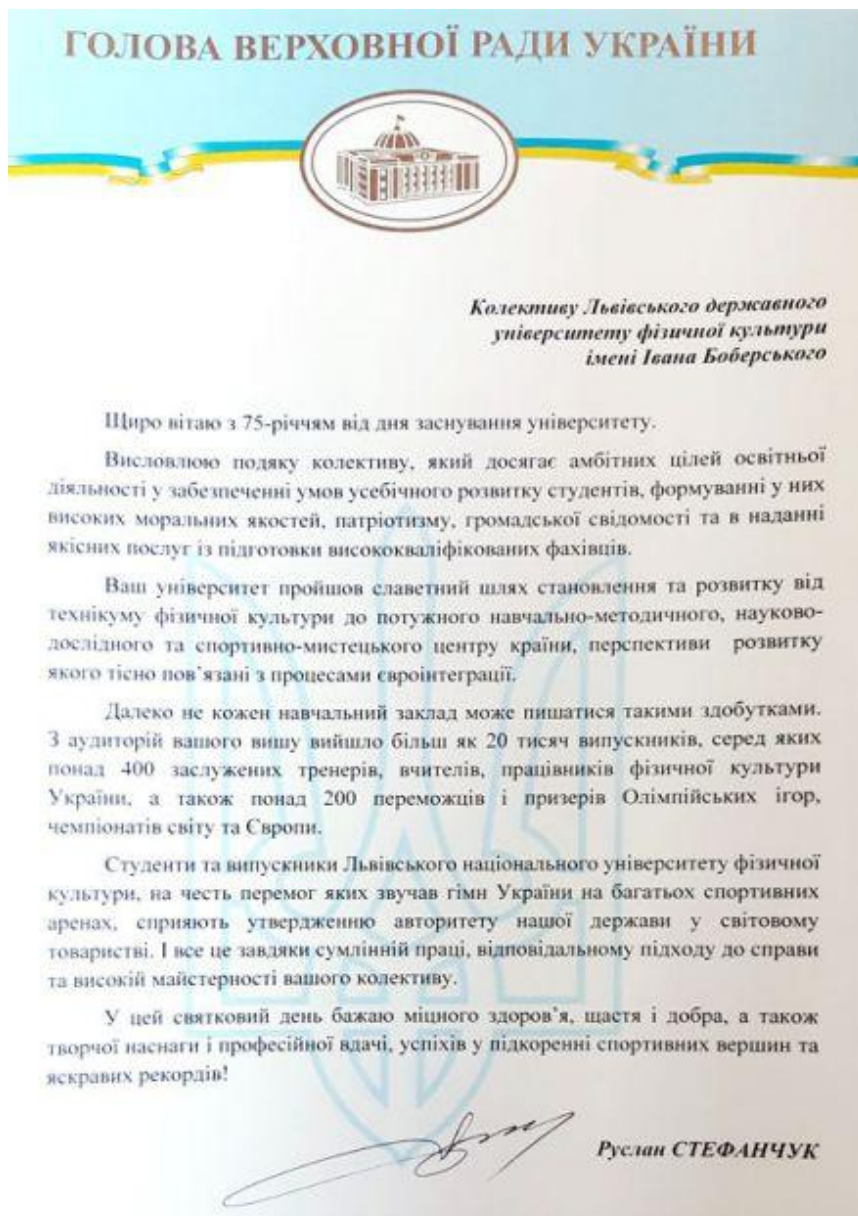 ГОЛОВА ВЕРХОВНОЇ РАДИ УКРАЇНИ
Колективу Львівського державного
університету фізичної культури
імені Івана Боберського
Щиро вітаю з 75-річчям від дня заснування університету.
Висловлюю подяку колективу, який досягає амбітних цілей освітньої
діяльності у забезпеченні умов усебічного розвитку студентів, формуванні у них
високих моральних якостей, патріотизму, громадської свідомості та в наданні
якісних послуг із підготовки висококваліфікованих фахівців.
Ваш університет пройшов славетний шлях становлення та розвитку від
технікуму фізичної культури до потужного навчально-методичного, науково-
дослідного та спортивно-мистецького центру країни, перспективи розвитку
якого тісно пов`язані з процесами євроінтеграції.
Далеко не кожен навчальний заклад може пишатися такими здобутками.
З аудиторій вашого вишу вийшло більш як 20 тисяч випускників, серед яких
понад 400 заслужених тренерів, вчителів, працівників фізичної культури
України, а також понад 200 переможців і призерів Олімпійських ігор,
чемпіонатів світу та Європи.
Студенти та випускники Львівського національного університету фізичної
культури, на честь перемог яких звучав гімн України на багатьох спортивних
аренах, сприяють утвердженню авторитету нашої держави у світовому
товаристві. І все це завдяки сумлінній праці, відповідальному підходу до справи
та високій майстерності вашого колективу.
У цей святковий день бажаю міцного здоров'я, щастя і добра, а також
творчої наснаги і професійної вдачі, успіхів у підкоренні спортивних вершин та
яскравих рекордів!
Руслан СТЕФАНЧУК